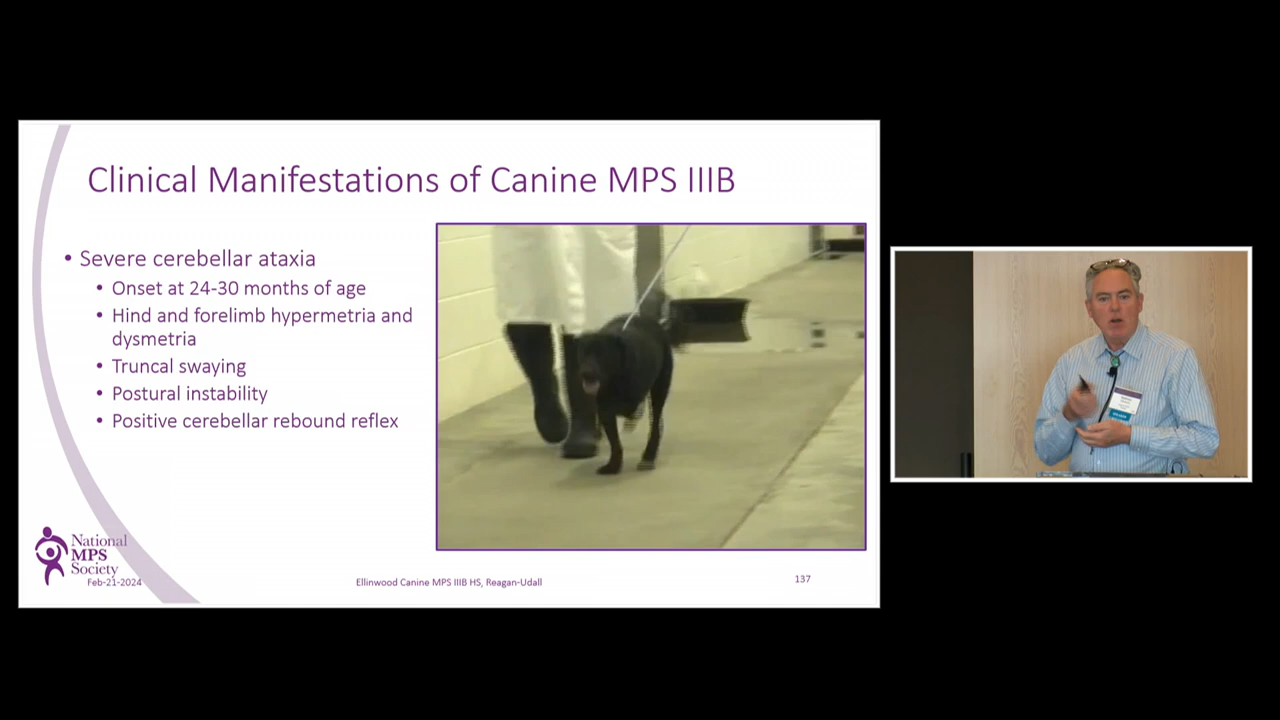 Clinical Manifestations of Canine MPS IIIB
• Severe cerebellar ataxia
• Onset at 24-30 months of age
• Hind and forelimb hypermetria and
dysmetria
• Truncal swaying
• Postural instability
• Positive cerebellar rebound reflex
National
MPS
Society
Feb-21-2024
Ellinwood Canine MPS IIIB HS, Reagan-Udall
137